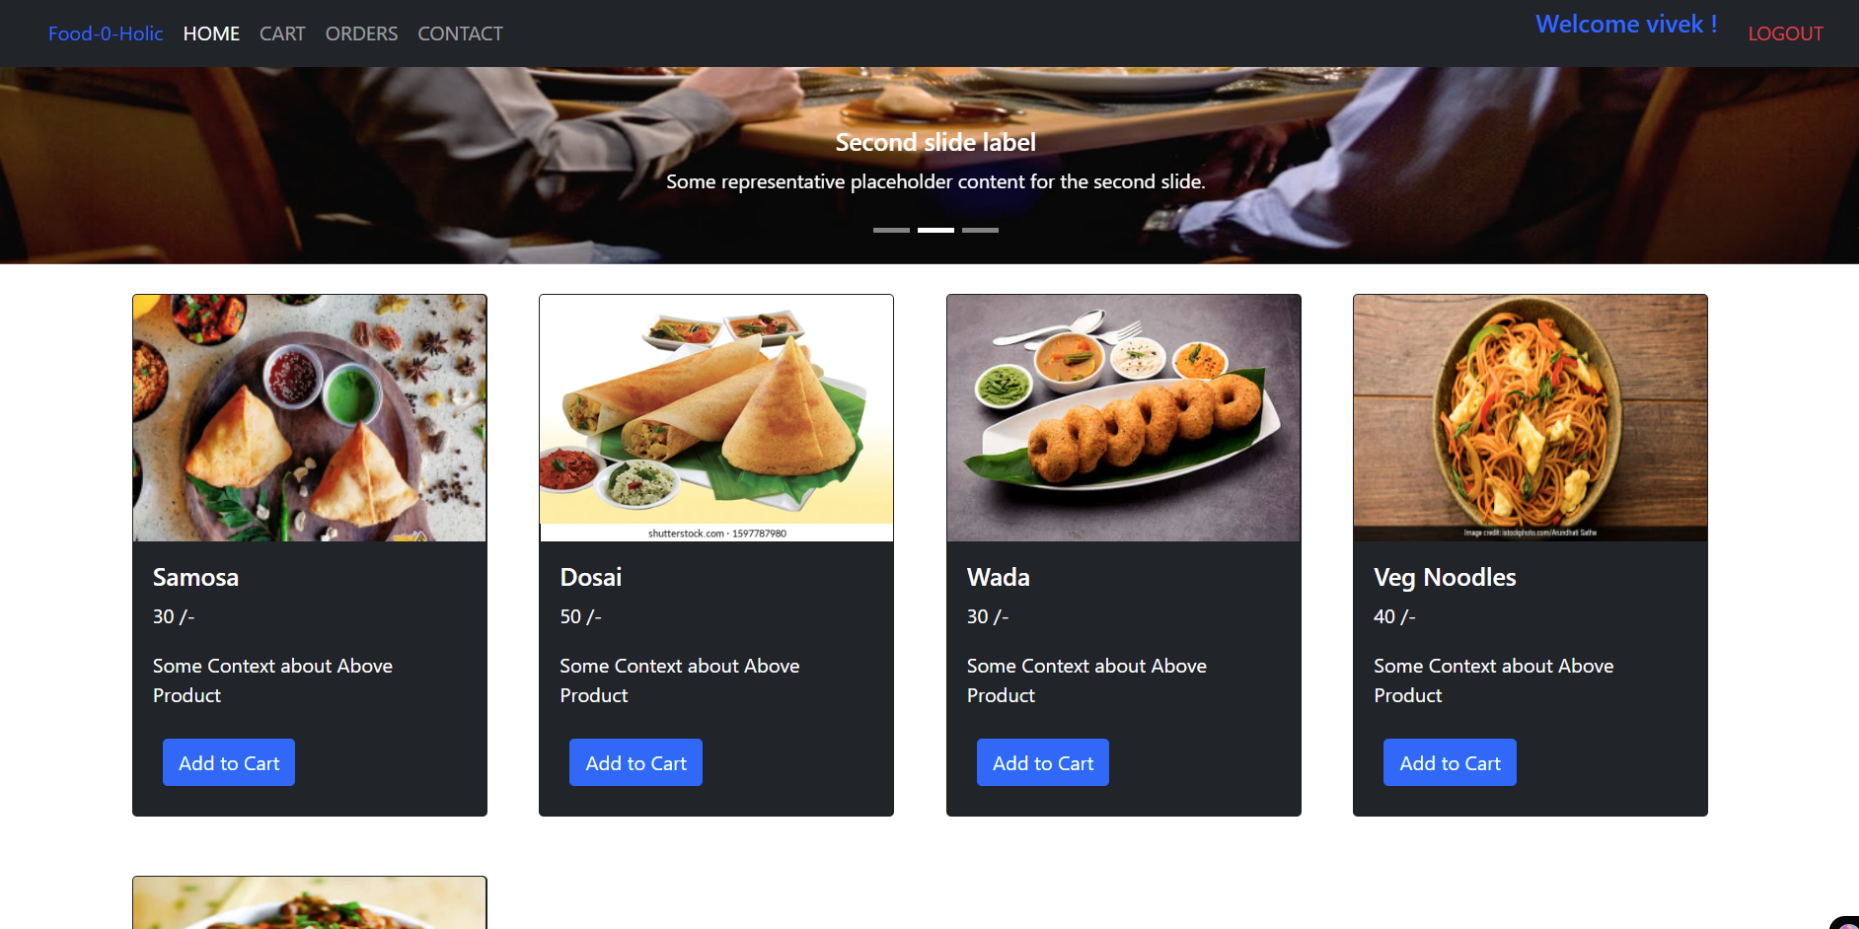 Food-0-Holic HOME CART ORDERS CONTACT Welcome vivek ! LOGOUT
Second slide label
Some representative placeholder content for the second slide.
shutterstock.com · 1597787980
Image credit: istockphoto.com/Arundhati Sathe
Samosa
30 /-
Some Context about Above
Product
Add to Cart
Dosai
50 /-
Some Context about Above
Product
Add to Cart
Wada
30 /-
Some Context about Above
Product
Add to Cart
Veg Noodles
40 /-
Some Context about Above
Product
Add to Cart